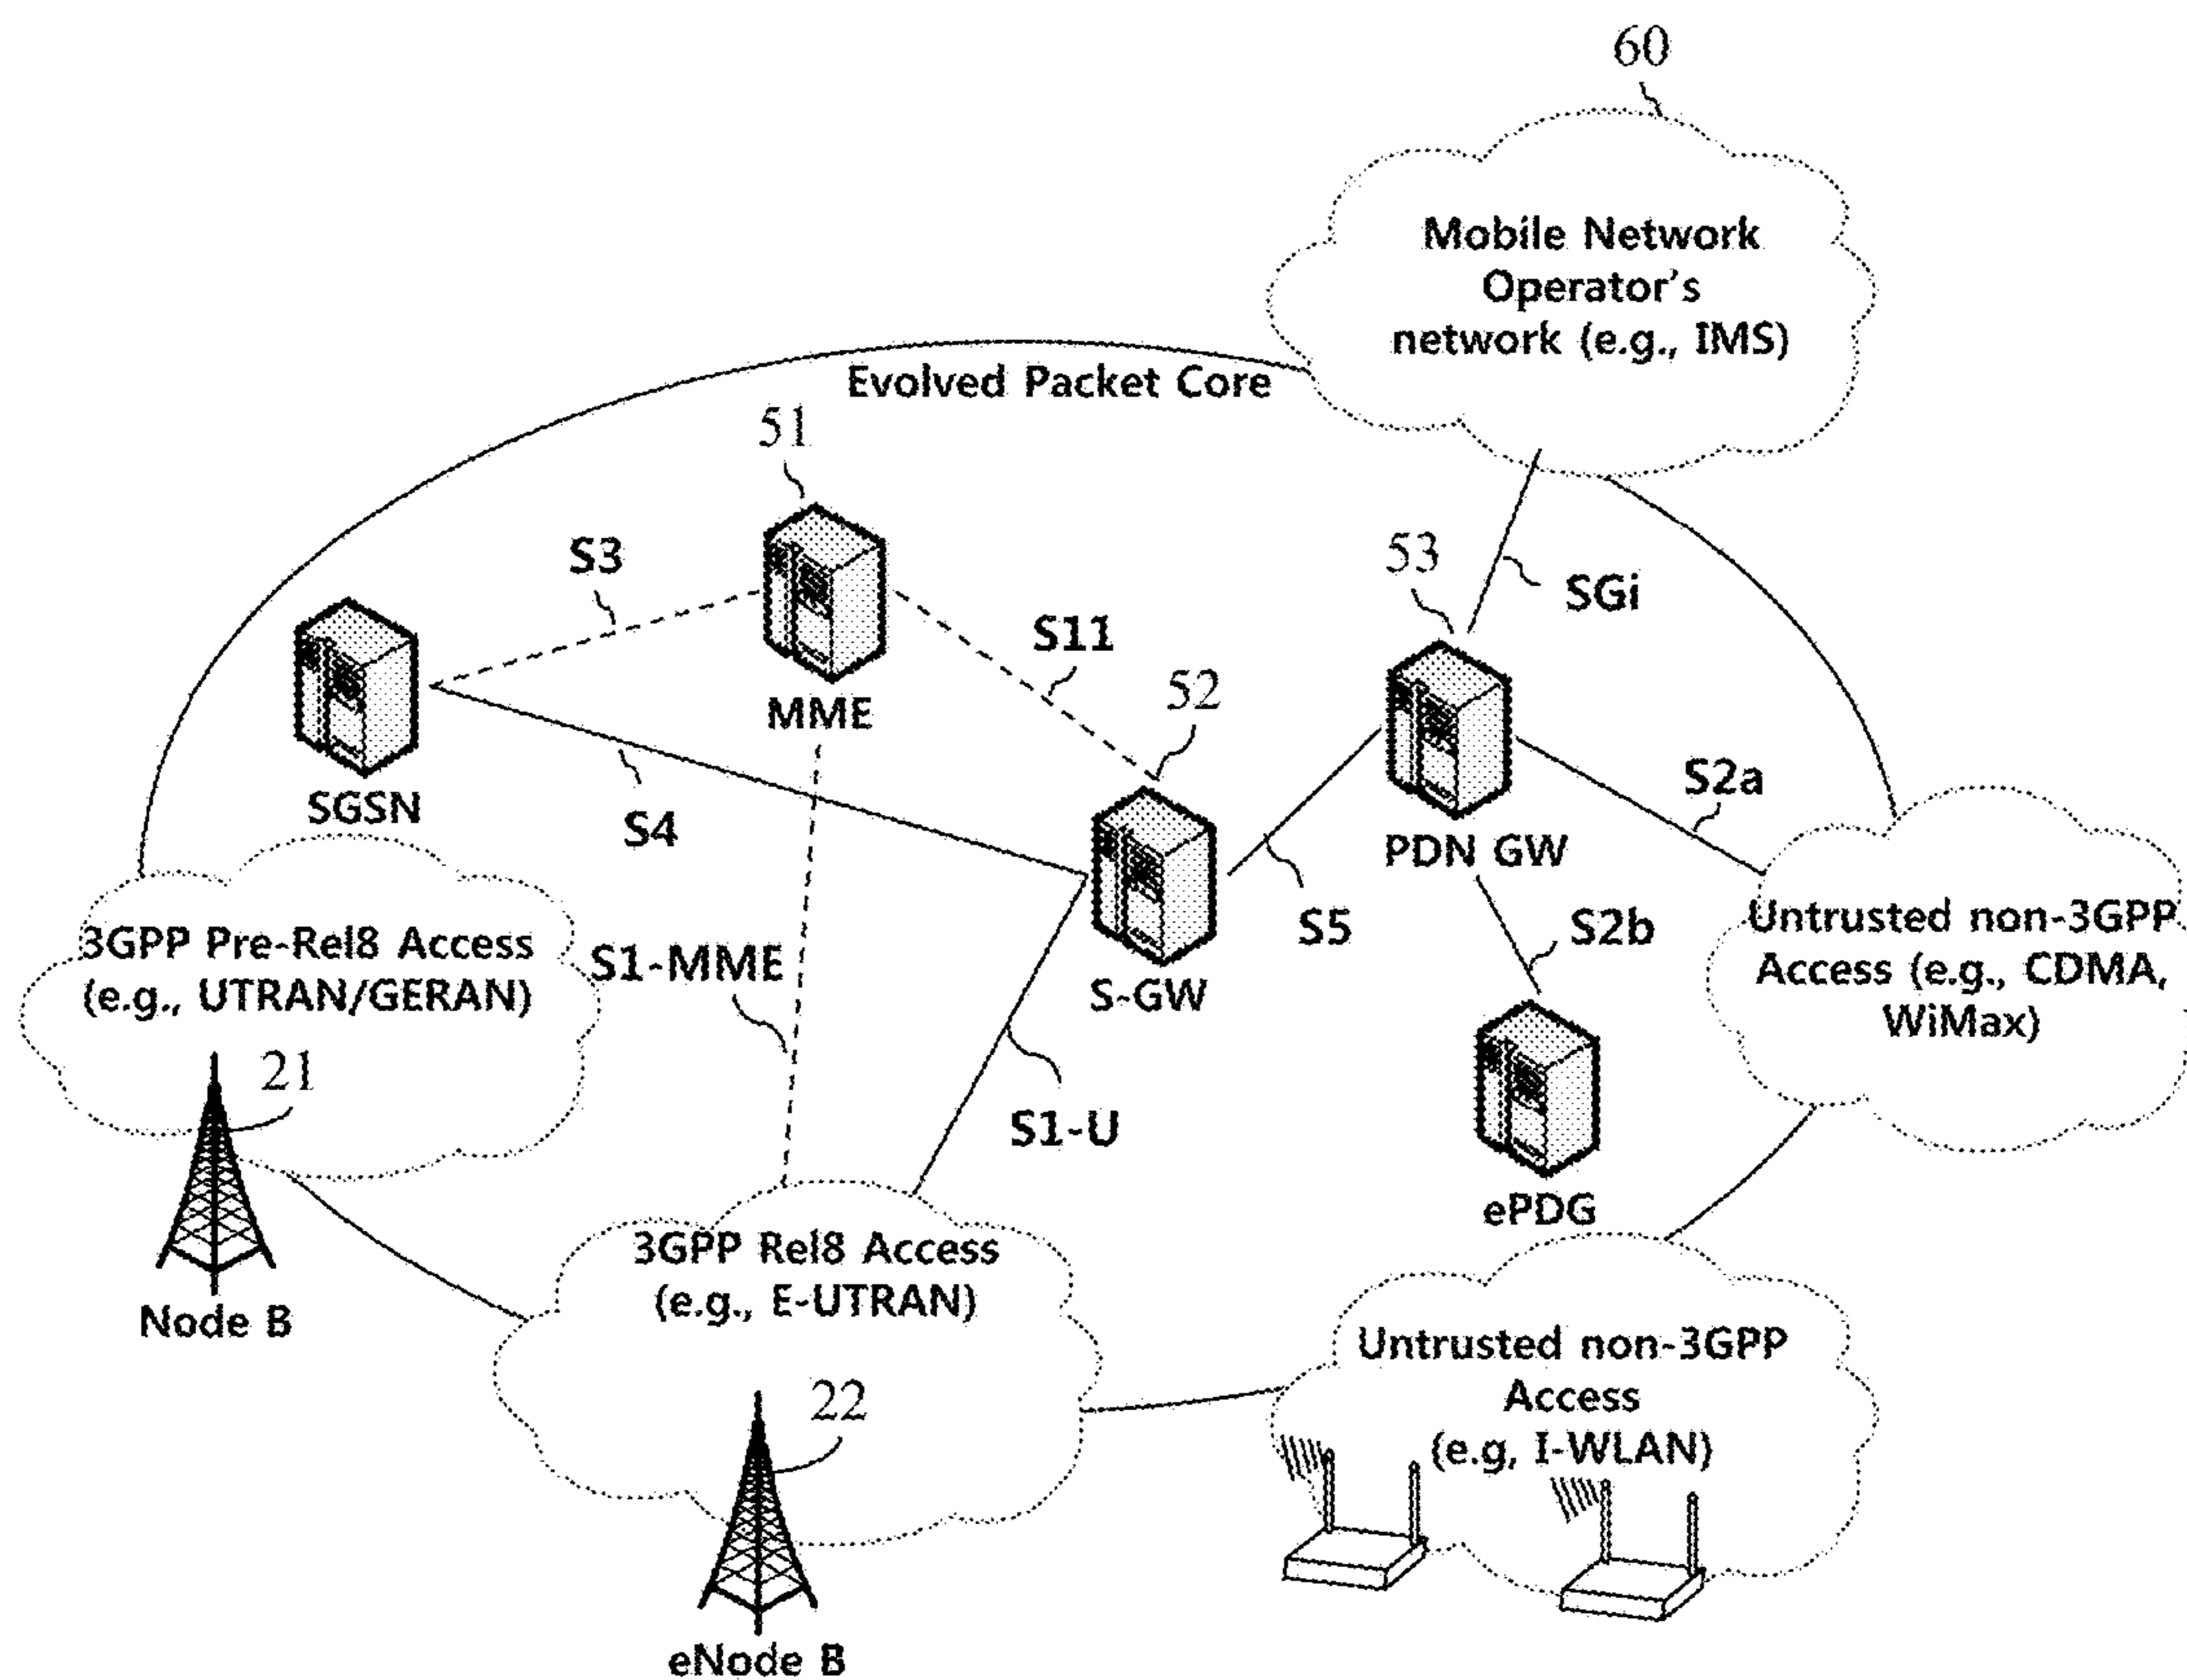 60
Mobile Network
Operator's
network (e.g., IMS)
Evolved Packet Core
51
S3
53
SGi
S11
52
MME
SGSN
S4
S2a
PDN GW
S5
S2b
3GPP Pre-Rel8 Access
(e.g., UTRAN/GERAN)
S1-MME
S-GW
Untrusted non-3GPP
Access (e.g., CDMA,
WiMax)
21
S1-U
ePDG
3GPP Rel8 Access
(e.g., E-UTRAN)
Node B
Untrusted non-3GPP
Access
(e.g, I-WLAN)
22
eNode B